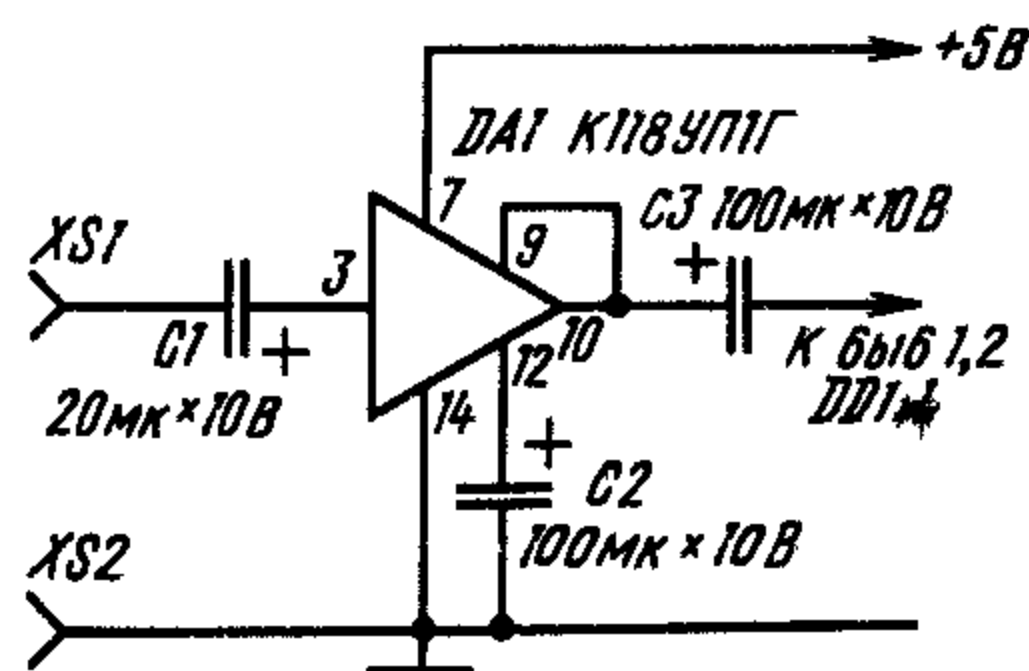 +5В
DA1 К118УП1Г
7
C3 100мк×10В
XS1
9
+
3
10
C1
+
12
К выв 1,2
20мк×10В
14
DD1
+
C2
100мк×10В
XS2